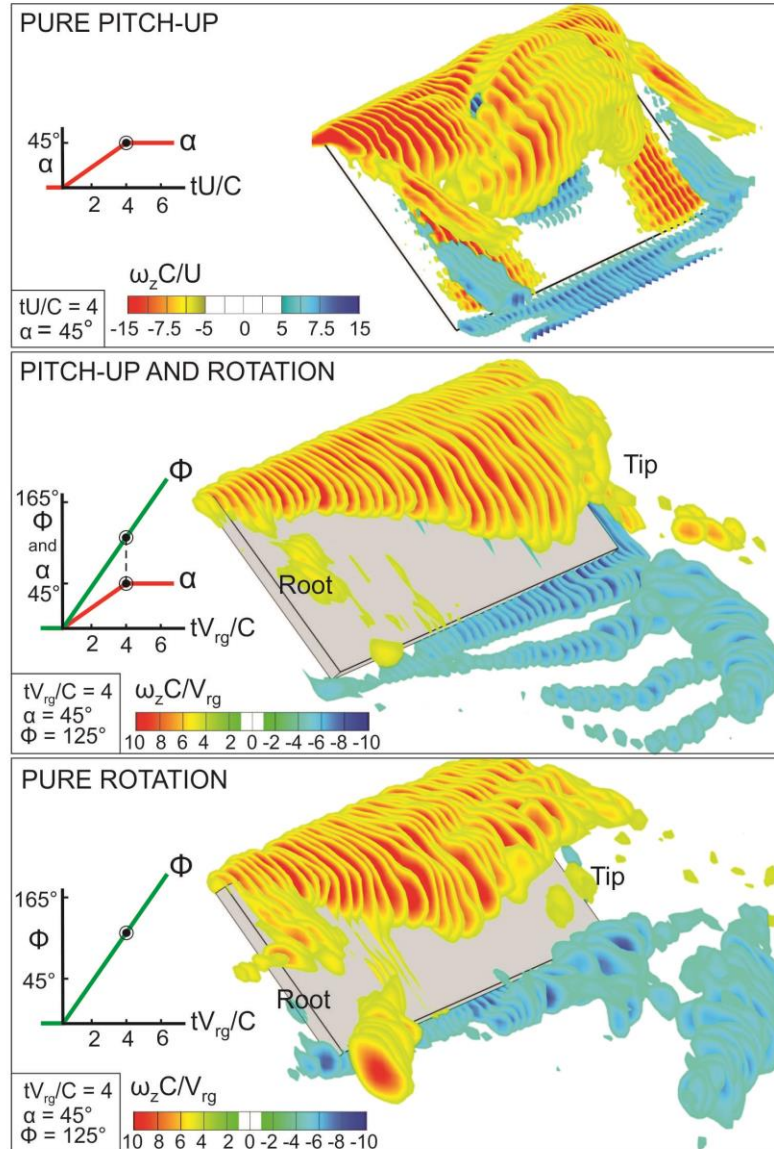 PURE PITCH-UP
45°
α
α
tU/C
2 4 6
ω_zC/U
tU/C = 4
α = 45°
-15 -7.5 -5 0 5 7.5 15
PITCH-UP AND ROTATION
Φ
165°
Φ
and
α
45°
α
2 4 6
tV_rg/C
Tip
Root
tV_rg/C = 4
α = 45°
Φ = 125°
ω_zC/V_rg
10 8 6 4 2 0 -2 -4 -6 -8 -10
PURE ROTATION
Φ
165°
Φ
45°
2 4 6
tV_rg/C
Tip
Root
tV_rg/C = 4
α = 45°
Φ = 125°
ω_zC/V_rg
10 8 6 4 2 0 -2 -4 -6 -8 -10